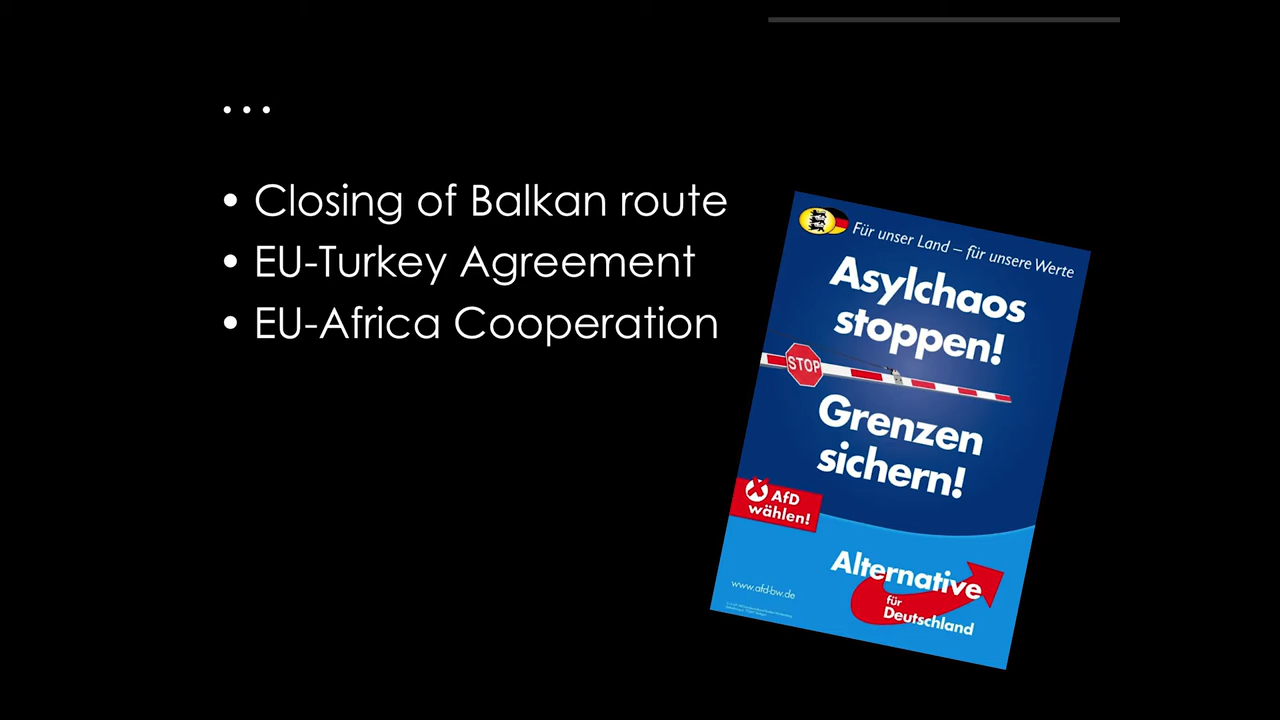 ...
• Closing of Balkan route
• EU-Turkey Agreement
• EU-Africa Cooperation
Für unser Land – für unsere Werte
Asylchaos
stoppen!
STOP
Grenzen
sichern!
AfD
wählen!
Alternative
für
Deutschland
www.afd-bw.de